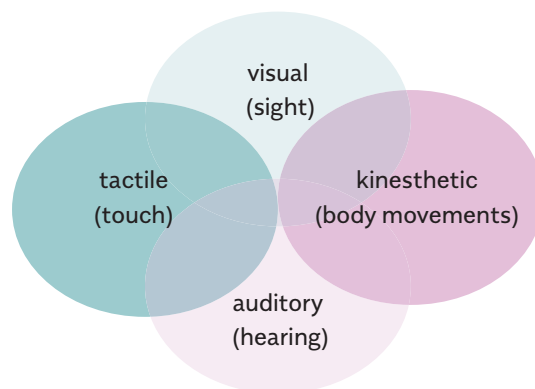 visual
(sight)
tactile
(touch)
kinesthetic
(body movements)
auditory
(hearing)